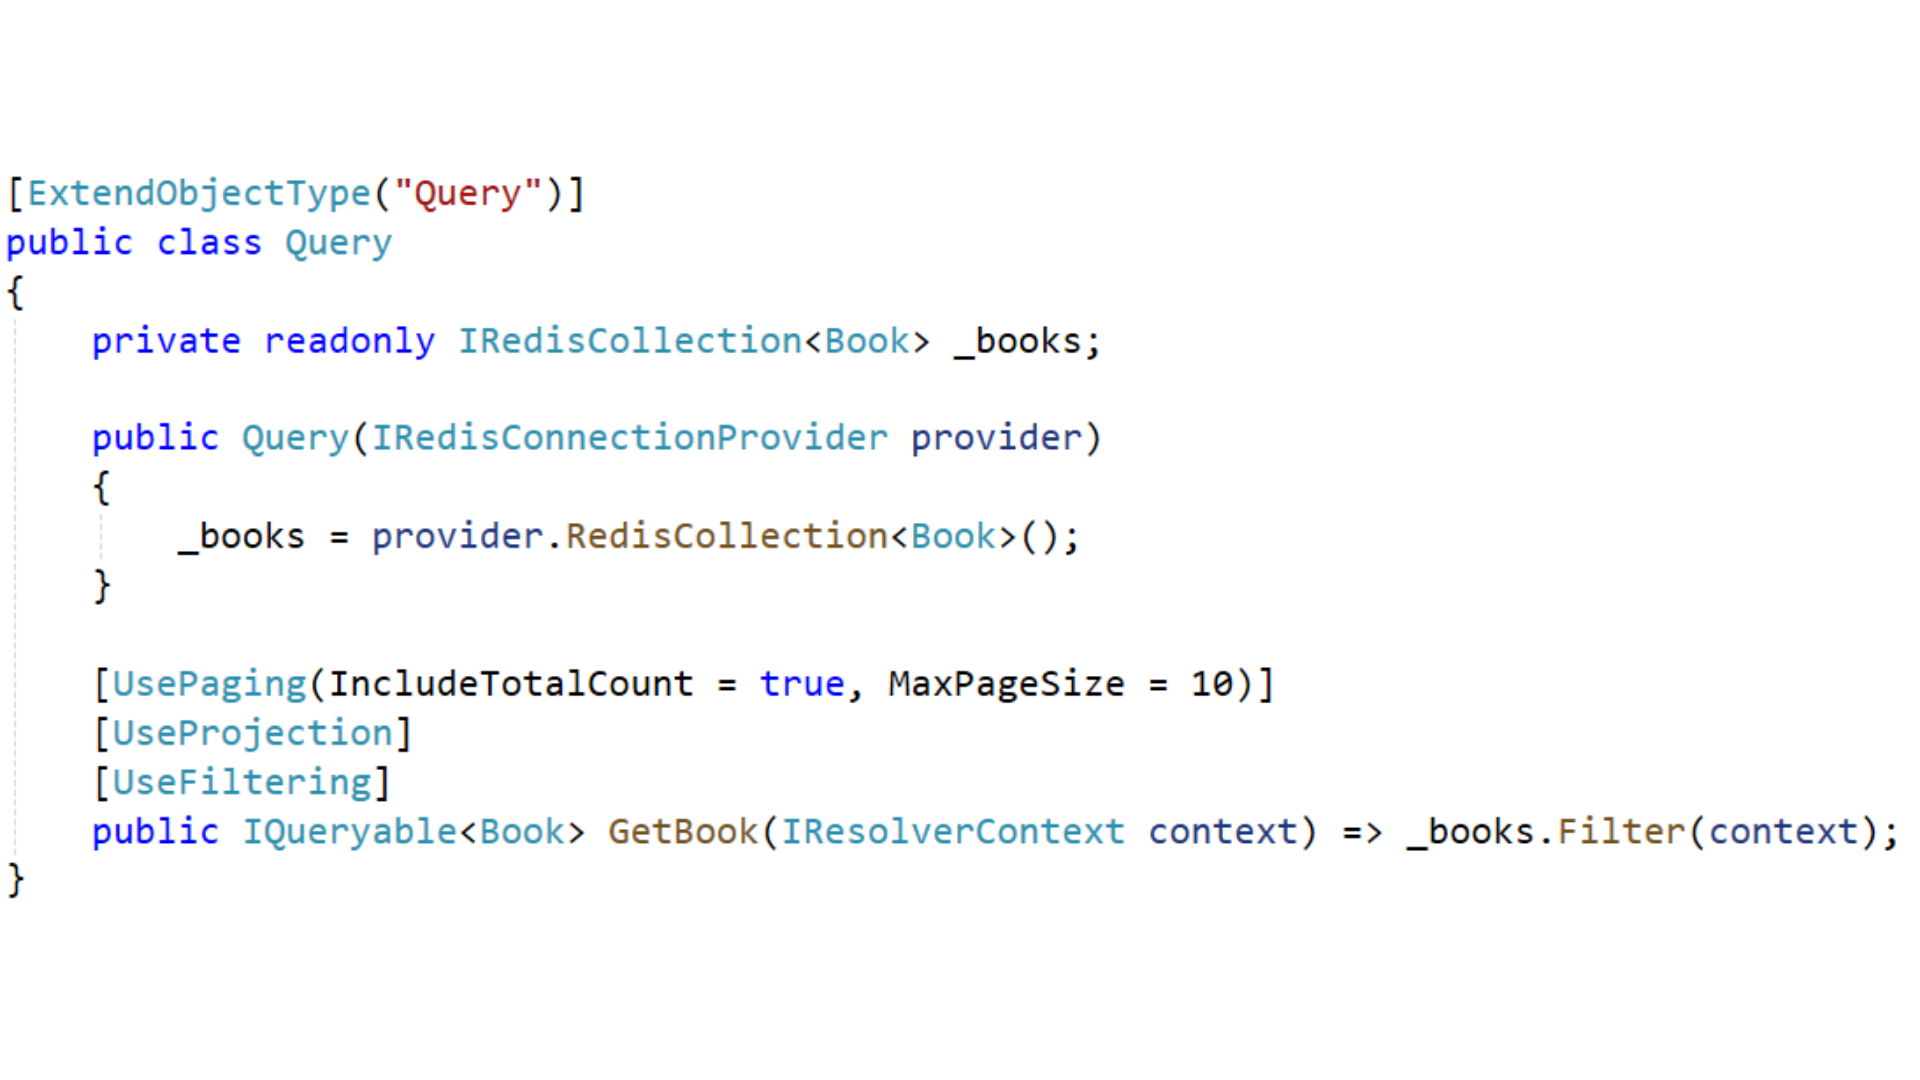 [ExtendObjectType("Query")]
public class Query
{
    private readonly IRedisCollection<Book> _books;

    public Query(IRedisConnectionProvider provider)
    {
        _books = provider.RedisCollection<Book>();
    }

    [UsePaging(IncludeTotalCount = true, MaxPageSize = 10)]
    [UseProjection]
    [UseFiltering]
    public IQueryable<Book> GetBook(IResolverContext context) => _books.Filter(context);
}